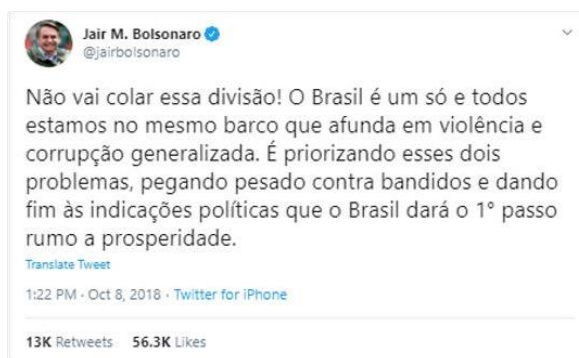 Jair M. Bolsonaro
@jairbolsonaro
Não vai colar essa divisão! O Brasil é um só e todos
estamos no mesmo barco que afunda em violência e
corrupção generalizada. É priorizando esses dois
problemas, pegando pesado contra bandidos e dando
fim às indicações políticas que o Brasil dará o 1° passo
rumo a prosperidade.
Translate Tweet
1:22 PM · Oct 8, 2018 · Twitter for iPhone
13K Retweets 56.3K Likes